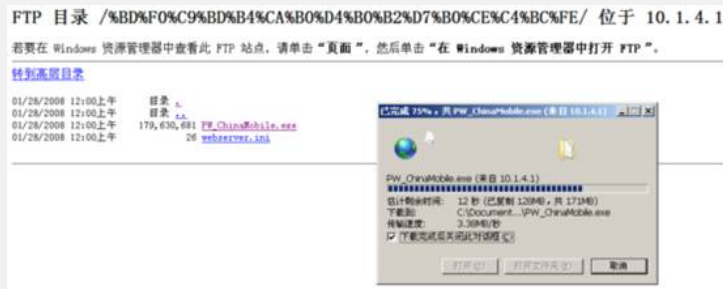 FTP 目录 /%BD%F0%C9%BD%B4%CA%B0%D4%B0%B2%D7%B0%CE%C4%BC%FE/ 位于 10.1.4.1
若要在 Windows 资源管理器中查看此 FTP 站点，请单击“页面”，然后单击“在 Windows 资源管理器中打开 FTP”。
转到高层目录
01/28/2008 12:00上午 目录 .
01/28/2008 12:00上午 目录 ..
01/28/2008 12:00上午 179,630,681 PW_ChinaMobile.exe
01/28/2008 12:00上午 26 webserver.ini
已完成 75%，共 PW_ChinaMobile.exe (来自 10.1.4.1)
PW_ChinaMobile.exe (来自 10.1.4.1)
估计剩余时间: 12 秒 (已复制 128MB，共 171MB)
下载到: C:\Document...\PW_ChinaMobile.exe
传输速度: 3.38MB/秒
下载完成后关闭此对话框(C)
打开(O) 打开文件夹(F) 取消